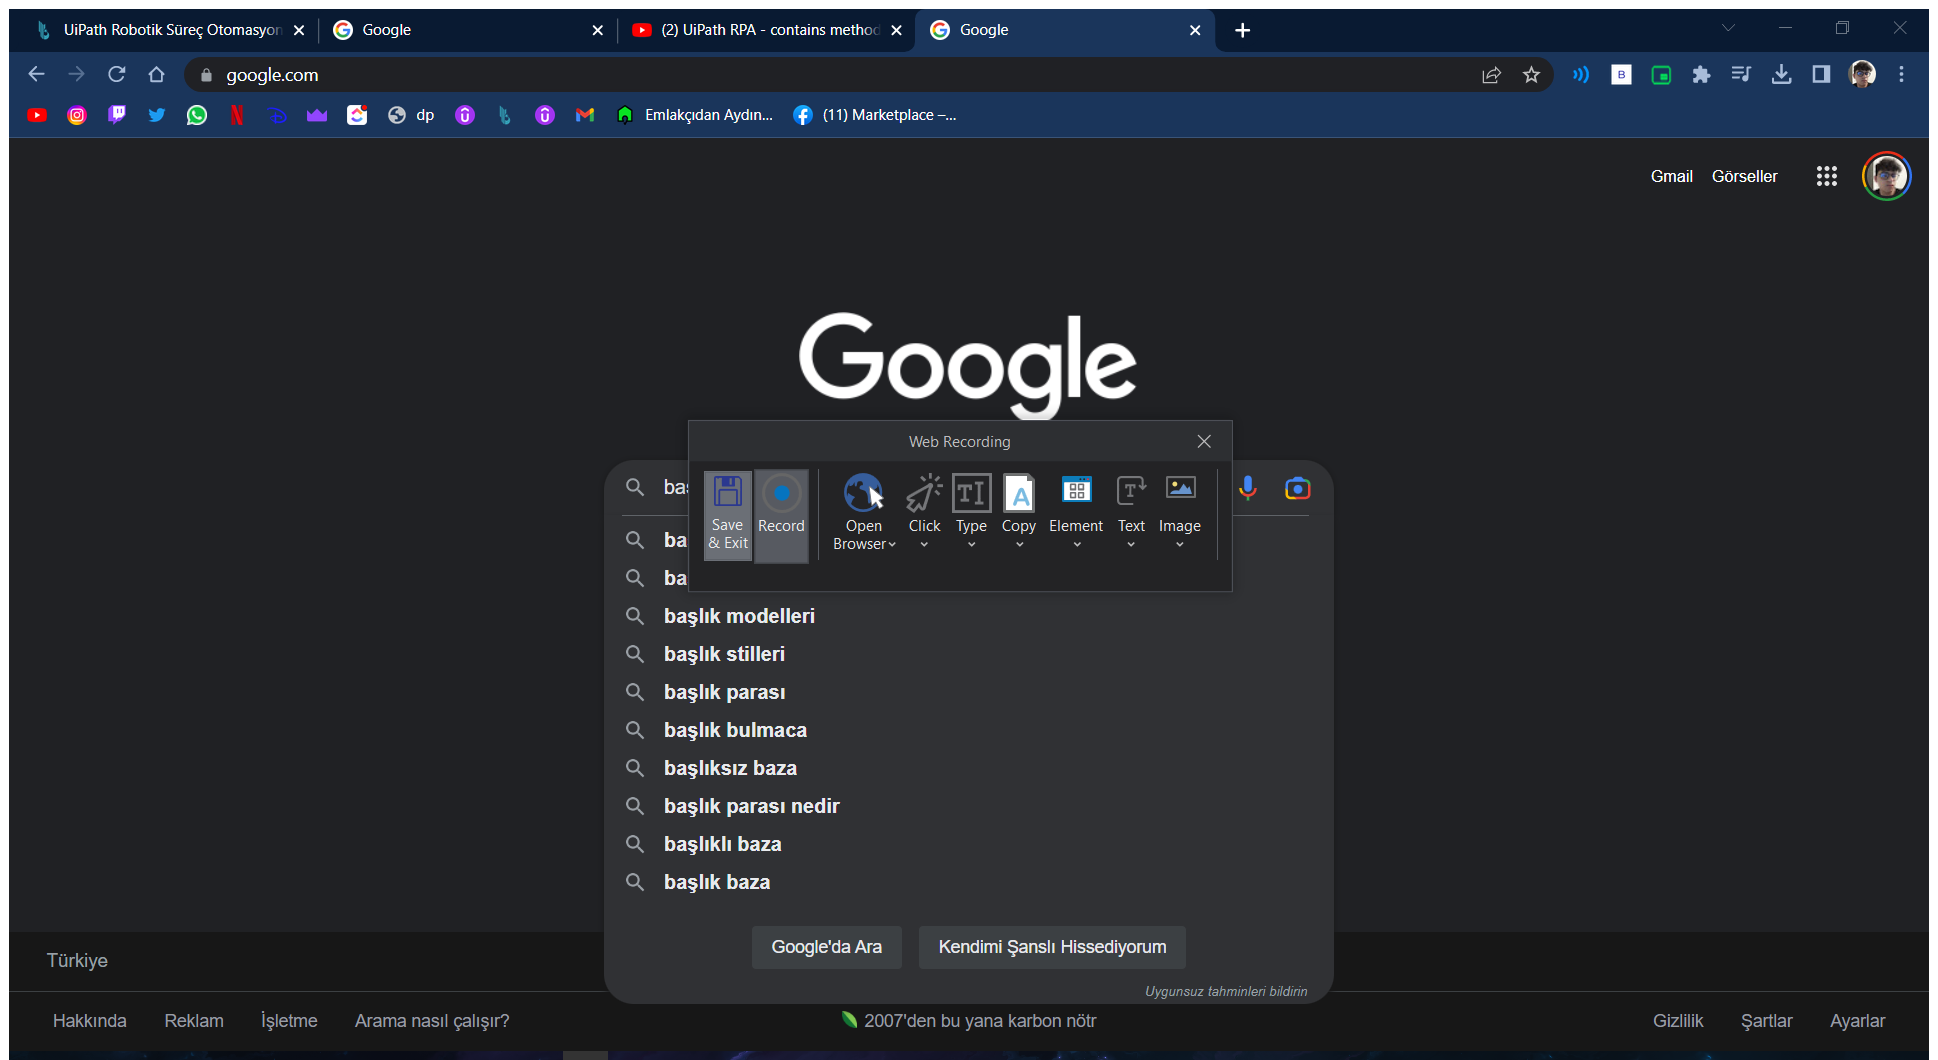 UiPath Robotik Süreç Otomasyon
Google
(2) UiPath RPA - contains method
Google
google.com
B
dp
Emlakçıdan Aydın...
(11) Marketplace –...
Gmail
Görseller
Google
Web Recording
Save & Exit
Record
Open Browser
Click
Type
Copy
Element
Text
Image
baş
ba
ba
başlık modelleri
başlık stilleri
başlık parası
başlık bulmaca
başlıksız baza
başlık parası nedir
başlıklı baza
başlık baza
Google'da Ara
Kendimi Şanslı Hissediyorum
Uygunsuz tahminleri bildirin
Türkiye
Hakkında
Reklam
İşletme
Arama nasıl çalışır?
2007'den bu yana karbon nötr
Gizlilik
Şartlar
Ayarlar